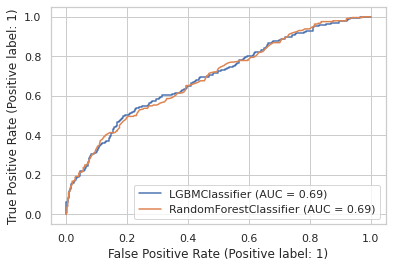 1.0
0.8
0.6
0.4
0.2
0.0
True Positive Rate (Positive label: 1)
LGBMClassifier (AUC = 0.69)
RandomForestClassifier (AUC = 0.69)
0.0 0.2 0.4 0.6 0.8 1.0
False Positive Rate (Positive label: 1)